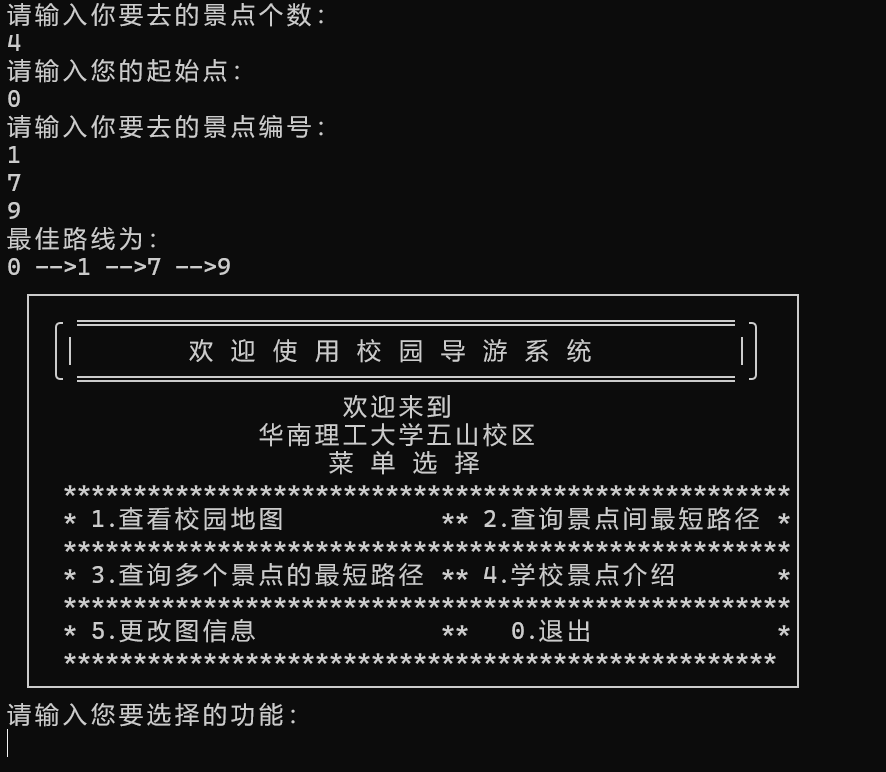 请输入你要去的景点个数:
4
请输入您的起始点:
0
请输入你要去的景点编号:
1
7
9
最佳路线为:
0 -->1 -->7 -->9
欢 迎 使 用 校 园 导 游 系 统
欢迎来到
华南理工大学五山校区
菜 单 选 择
****************************************************
* 1.查看校园地图 ** 2.查询景点间最短路径 *
****************************************************
* 3.查询多个景点的最短路径 ** 4.学校景点介绍 *
****************************************************
* 5.更改图信息 ** 0.退出 *
***************************************************
请输入您要选择的功能: